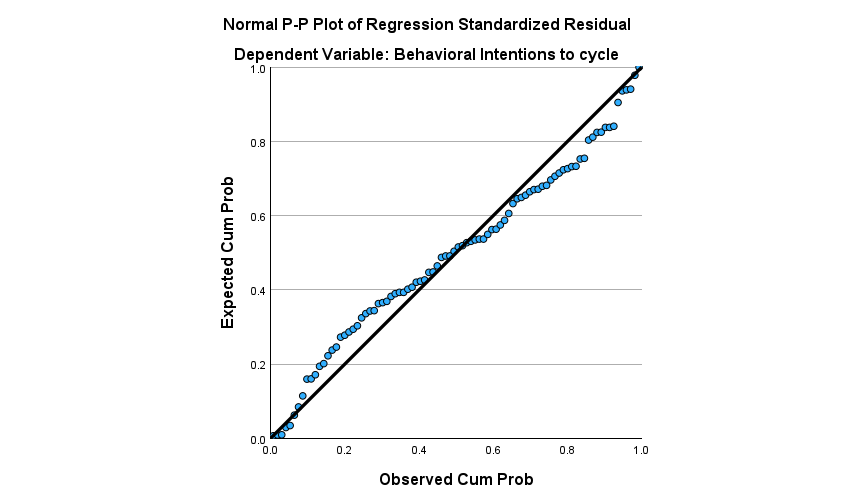 Normal P-P Plot of Regression Standardized Residual
Dependent Variable: Behavioral Intentions to cycle
Expected Cum Prob
1.0
0.8
0.6
0.4
0.2
0.0
0.0 0.2 0.4 0.6 0.8 1.0
Observed Cum Prob